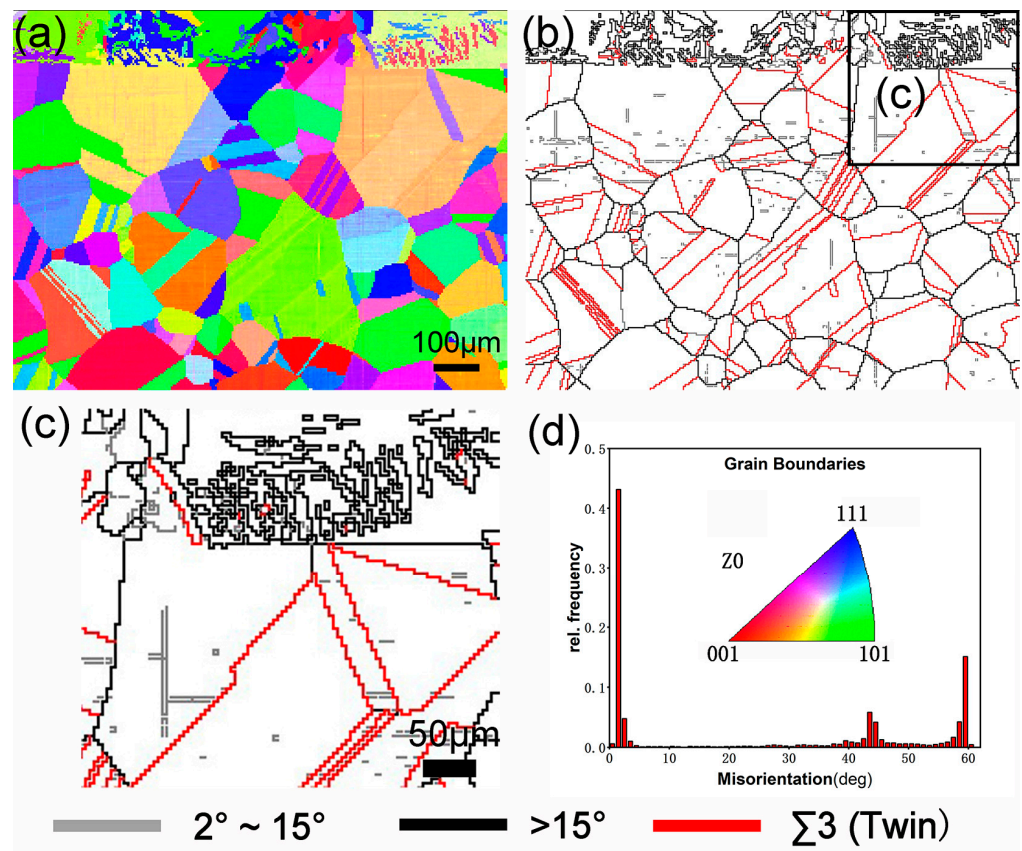 (a)
100μm
(b)
(c)
(c)
50μm
(d)
Grain Boundaries
0.5
0.4
0.3
0.2
0.1
0.0
rel. frequency
Z0
111
001
101
0 10 20 30 40 50 60
Misorientation(deg)
2° ~ 15°
>15°
∑3 (Twin)